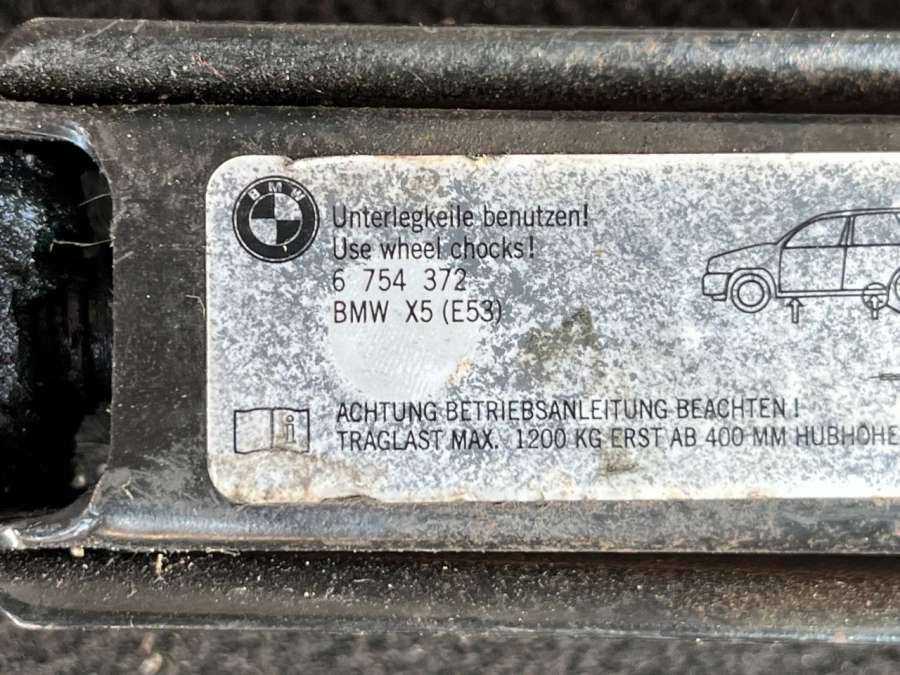 BMW
Unterlegkeile benutzen!
Use wheel chocks!
6 754 372
BMW X5 (E53)
i
ACHTUNG BETRIEBSANLEITUNG BEACHTEN !
TRAGLAST MAX. 1200 KG ERST AB 400 MM HUBHOHE